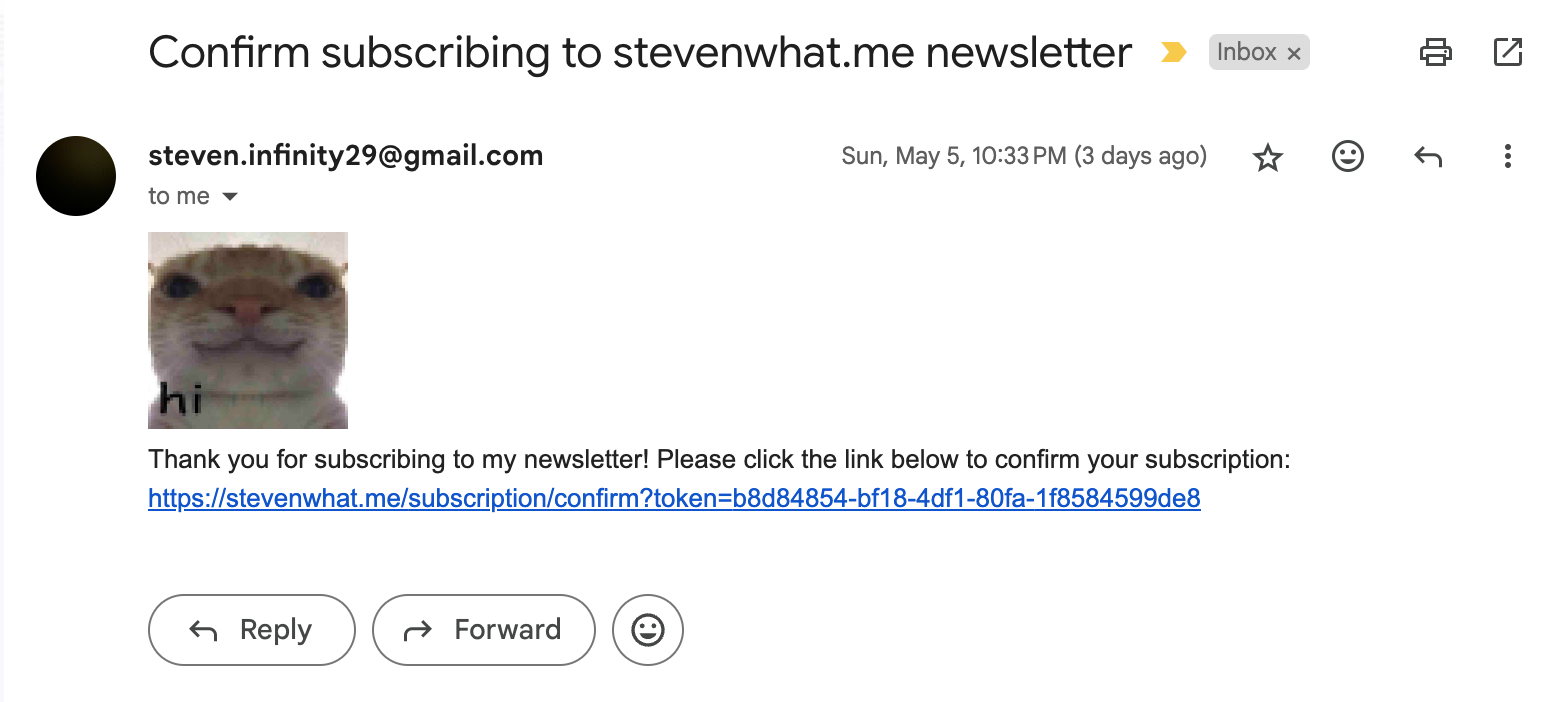 Confirm subscribing to stevenwhat.me newsletter Inbox ×
steven.infinity29@gmail.com Sun, May 5, 10:33 PM (3 days ago)
to me
hi
Thank you for subscribing to my newsletter! Please click the link below to confirm your subscription:
https://stevenwhat.me/subscription/confirm?token=b8d84854-bf18-4df1-80fa-1f8584599de8
Reply Forward